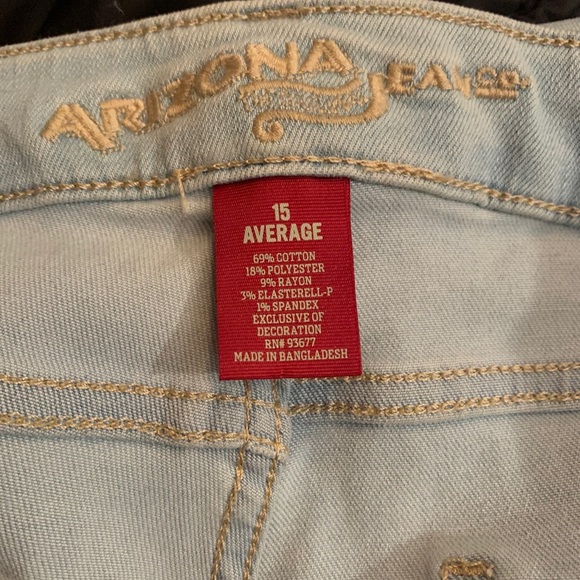 ARIZONA JEAN CO.
15
AVERAGE
69% COTTON
18% POLYESTER
9% RAYON
3% ELASTERELL-P
1% SPANDEX
EXCLUSIVE OF
DECORATION
RN# 93677
MADE IN BANGLADESH